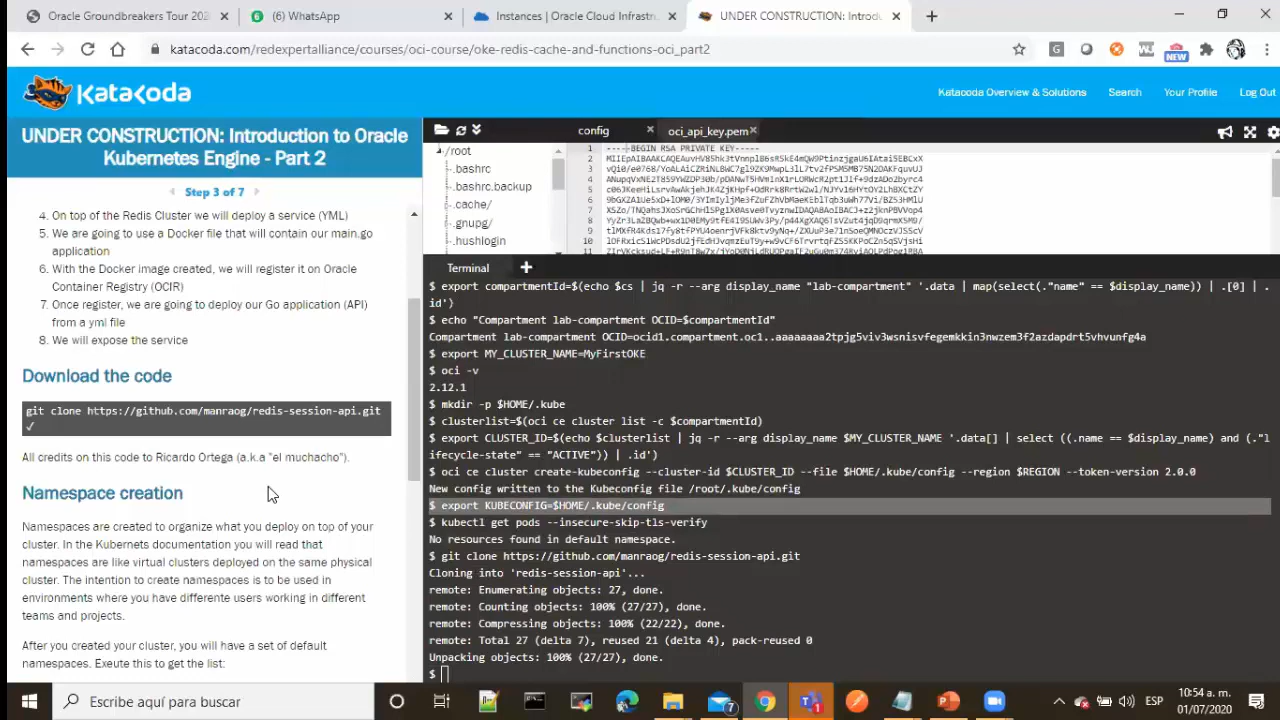 Oracle Groundbreakers Tour 202
(6) WhatsApp
Instances | Oracle Cloud Infrastru
UNDER CONSTRUCTION: Introdu
katacoda.com/redexpertalliance/courses/oci-course/oke-redis-cache-and-functions-oci_part2
NEW
Katacoda
Katacoda Overview & Solutions
Search
Your Profile
Log Out
UNDER CONSTRUCTION: Introduction to Oracle
Kubernetes Engine - Part 2
Step 3 of 7
4. On top of the Redis Cluster we will deploy a service (YML)
5. We are going to use a Docker file that will contain our main.go
application
6. With the Docker image created, we will register it on Oracle
Container Registry (OCIR)
7. Once register, we are going to deploy our Go application (API)
from a yml file
8. We will expose the service
Download the code
git clone https://github.com/manraog/redis-session-api.git
✓
All credits on this code to Ricardo Ortega (a.k.a "el muchacho").
Namespace creation
Namespaces are created to organize what you deploy on top of your
cluster. In the Kubernets documentation you will read that
namespaces are like virtual clusters deployed on the same physical
cluster. The intention to create namespaces is to be used in
environments where you have differente users working in different
teams and projects.
After you created your cluster, you will have a set of default
namespaces. Exeute this to get the list:
config
oci_api_key.pem
/root
.bashrc
.bashrc.backup
.cache/
.gnupg/
.hushlogin
1 -----BEGIN RSA PRIVATE KEY-----
2
3
4
5
6
7
8
9
10
11
Terminal
$ export compartmentId=$(echo $cs | jq -r --arg display_name "lab-compartment" '.data | map(select(."name" == $display_name)) | .[0] | .
id')
$ echo "Compartment lab-compartment OCID=$compartmentId"
Compartment lab-compartment OCID=ocid1.compartment.oc1..aaaaaaaa2tpjg5viv3wsnisvfegemkkin3nwzem3f2azdapdrt5vhvunfg4a
$ export MY_CLUSTER_NAME=MyFirstOKE
$ oci -v
2.12.1
$ mkdir -p $HOME/.kube
$ clusterlist=$(oci ce cluster list -c $compartmentId)
$ export CLUSTER_ID=$(echo $clusterlist | jq -r --arg display_name $MY_CLUSTER_NAME '.data[] | select ((.name == $display_name) and (."l
ifecycle-state" == "ACTIVE")) | .id')
$ oci ce cluster create-kubeconfig --cluster-id $CLUSTER_ID --file $HOME/.kube/config --region $REGION --token-version 2.0.0
New config written to the Kubeconfig file /root/.kube/config
$ export KUBECONFIG=$HOME/.kube/config
$ kubectl get pods --insecure-skip-tls-verify
No resources found in default namespace.
$ git clone https://github.com/manraog/redis-session-api.git
Cloning into 'redis-session-api'...
remote: Enumerating objects: 27, done.
remote: Counting objects: 100% (27/27), done.
remote: Compressing objects: 100% (22/22), done.
remote: Total 27 (delta 7), reused 21 (delta 4), pack-reused 0
Unpacking objects: 100% (27/27), done.
$
Escribe aquí para buscar
ESP
10:54 a. m.
01/07/2020